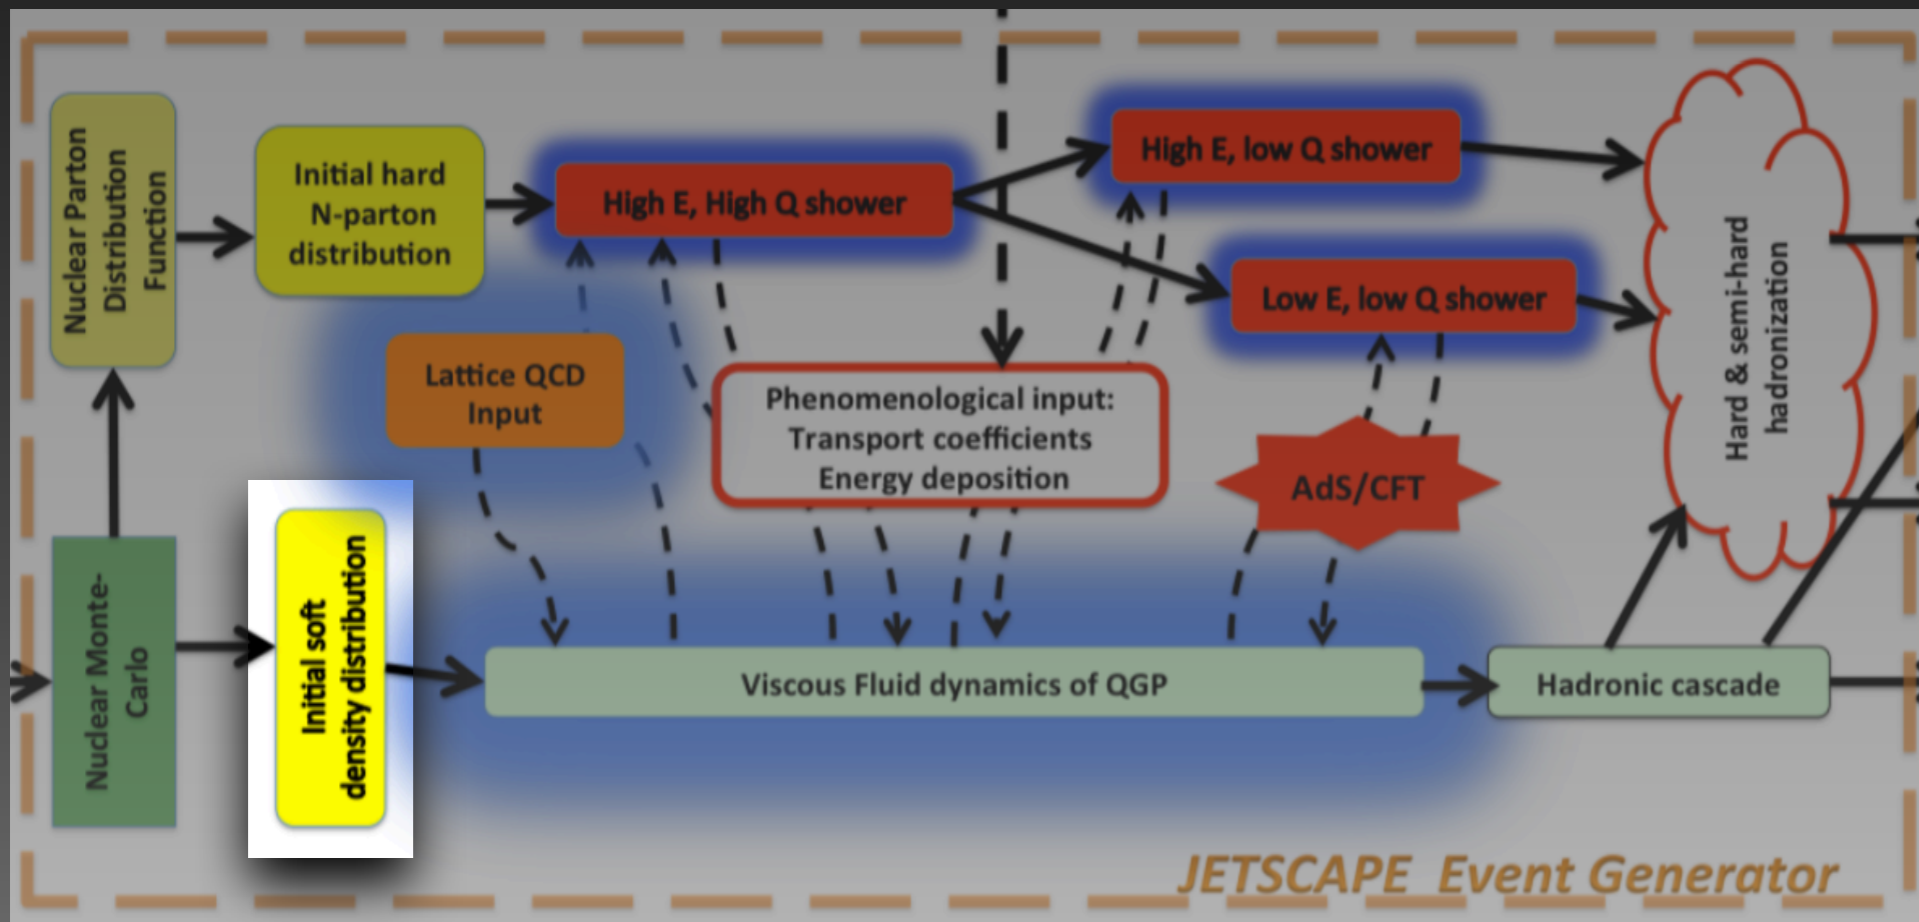 Nuclear Parton
Distribution
Function
Initial hard
N-parton
distribution
High E, High Q shower
High E, low Q shower
Low E, low Q shower
Hard & semi-hard
hadronization
Lattice QCD
Input
Phenomenological input:
Transport coefficients
Energy deposition
AdS/CFT
Nuclear Monte-
Carlo
Initial soft
density distribution
Viscous Fluid dynamics of QGP
Hadronic cascade
JETSCAPE Event Generator